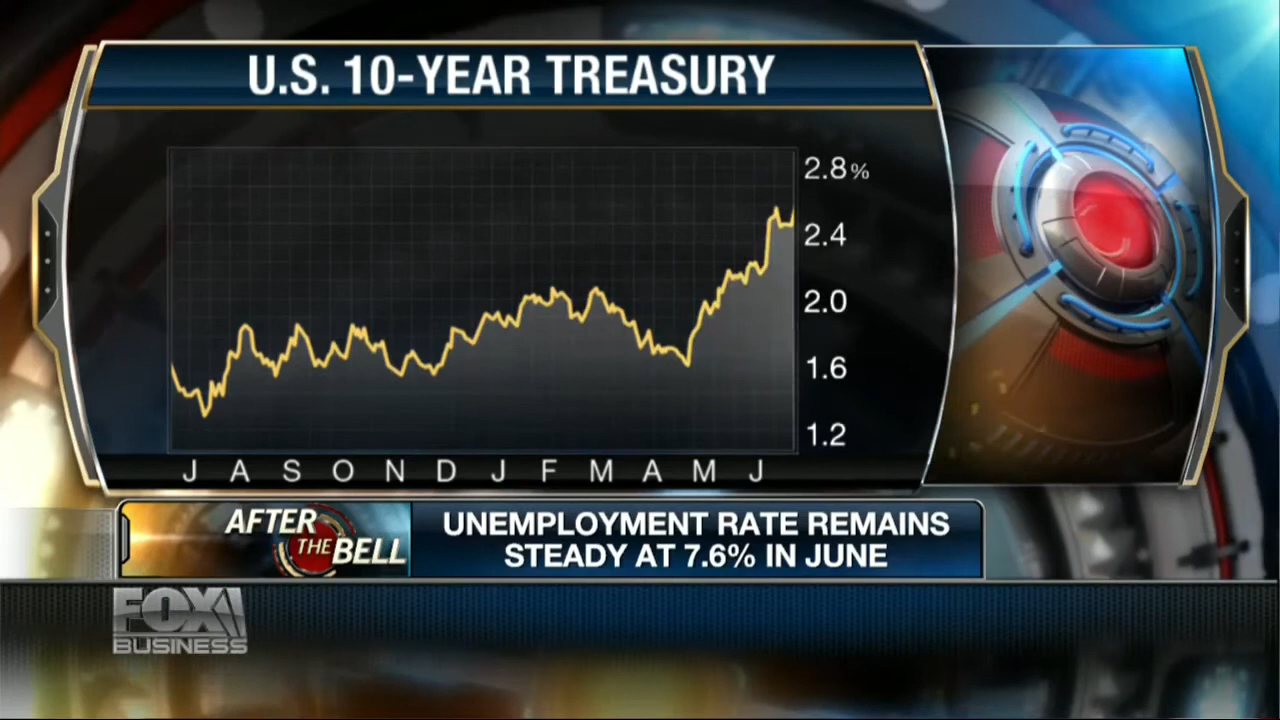 U.S. 10-YEAR TREASURY
2.8%
2.4
2.0
1.6
1.2
J A S O N D J F M A M J
AFTER THE BELL
UNEMPLOYMENT RATE REMAINS
STEADY AT 7.6% IN JUNE
FOX
BUSINESS